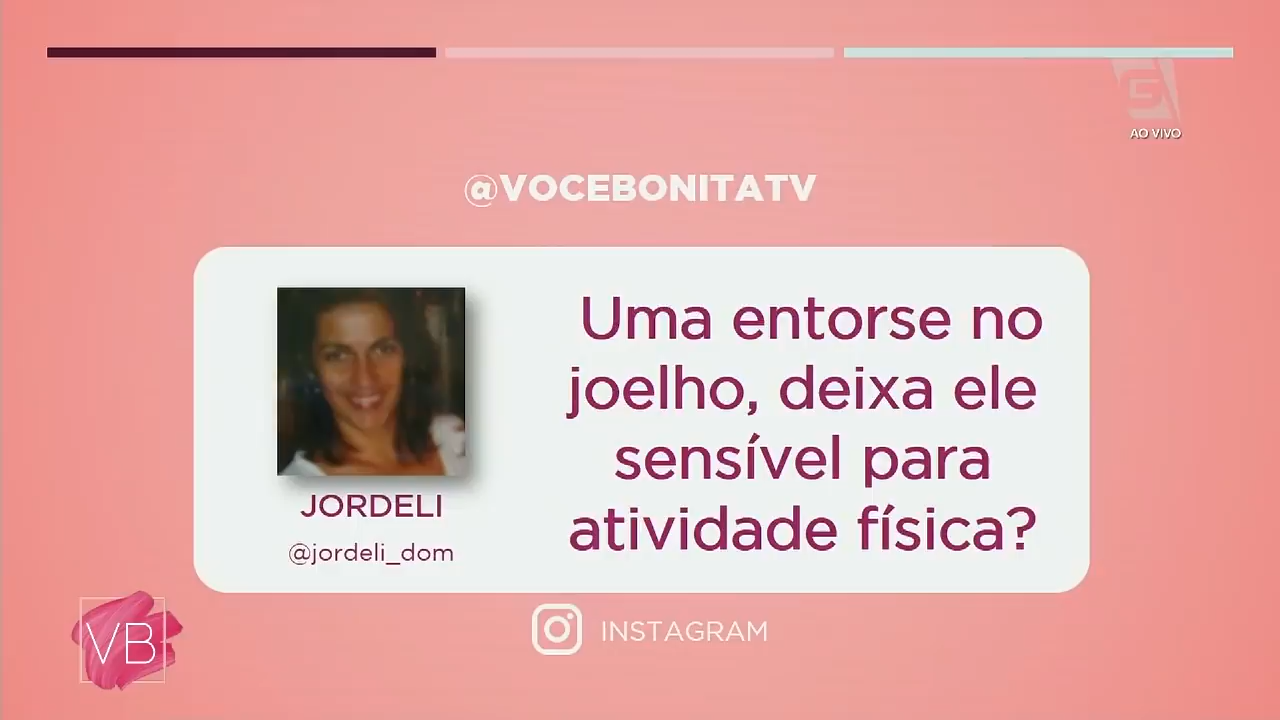 AO VIVO
@VOCEBONITATV
Uma entorse no
joelho, deixa ele
sensível para
atividade física?
JORDELI
@jordeli_dom
INSTAGRAM
VB